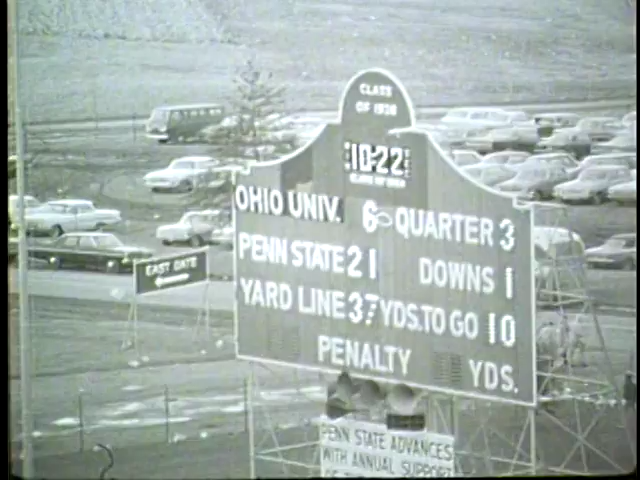 CLASS
OF 1938
10:22
OHIO UNIV. 6 QUARTER 3
PENN STATE 21 DOWNS 1
YARD LINE 37 YDS. TO GO 10
PENALTY YDS.
EAST GATE
PENN STATE ADVANCES
WITH ANNUAL SUPPORT